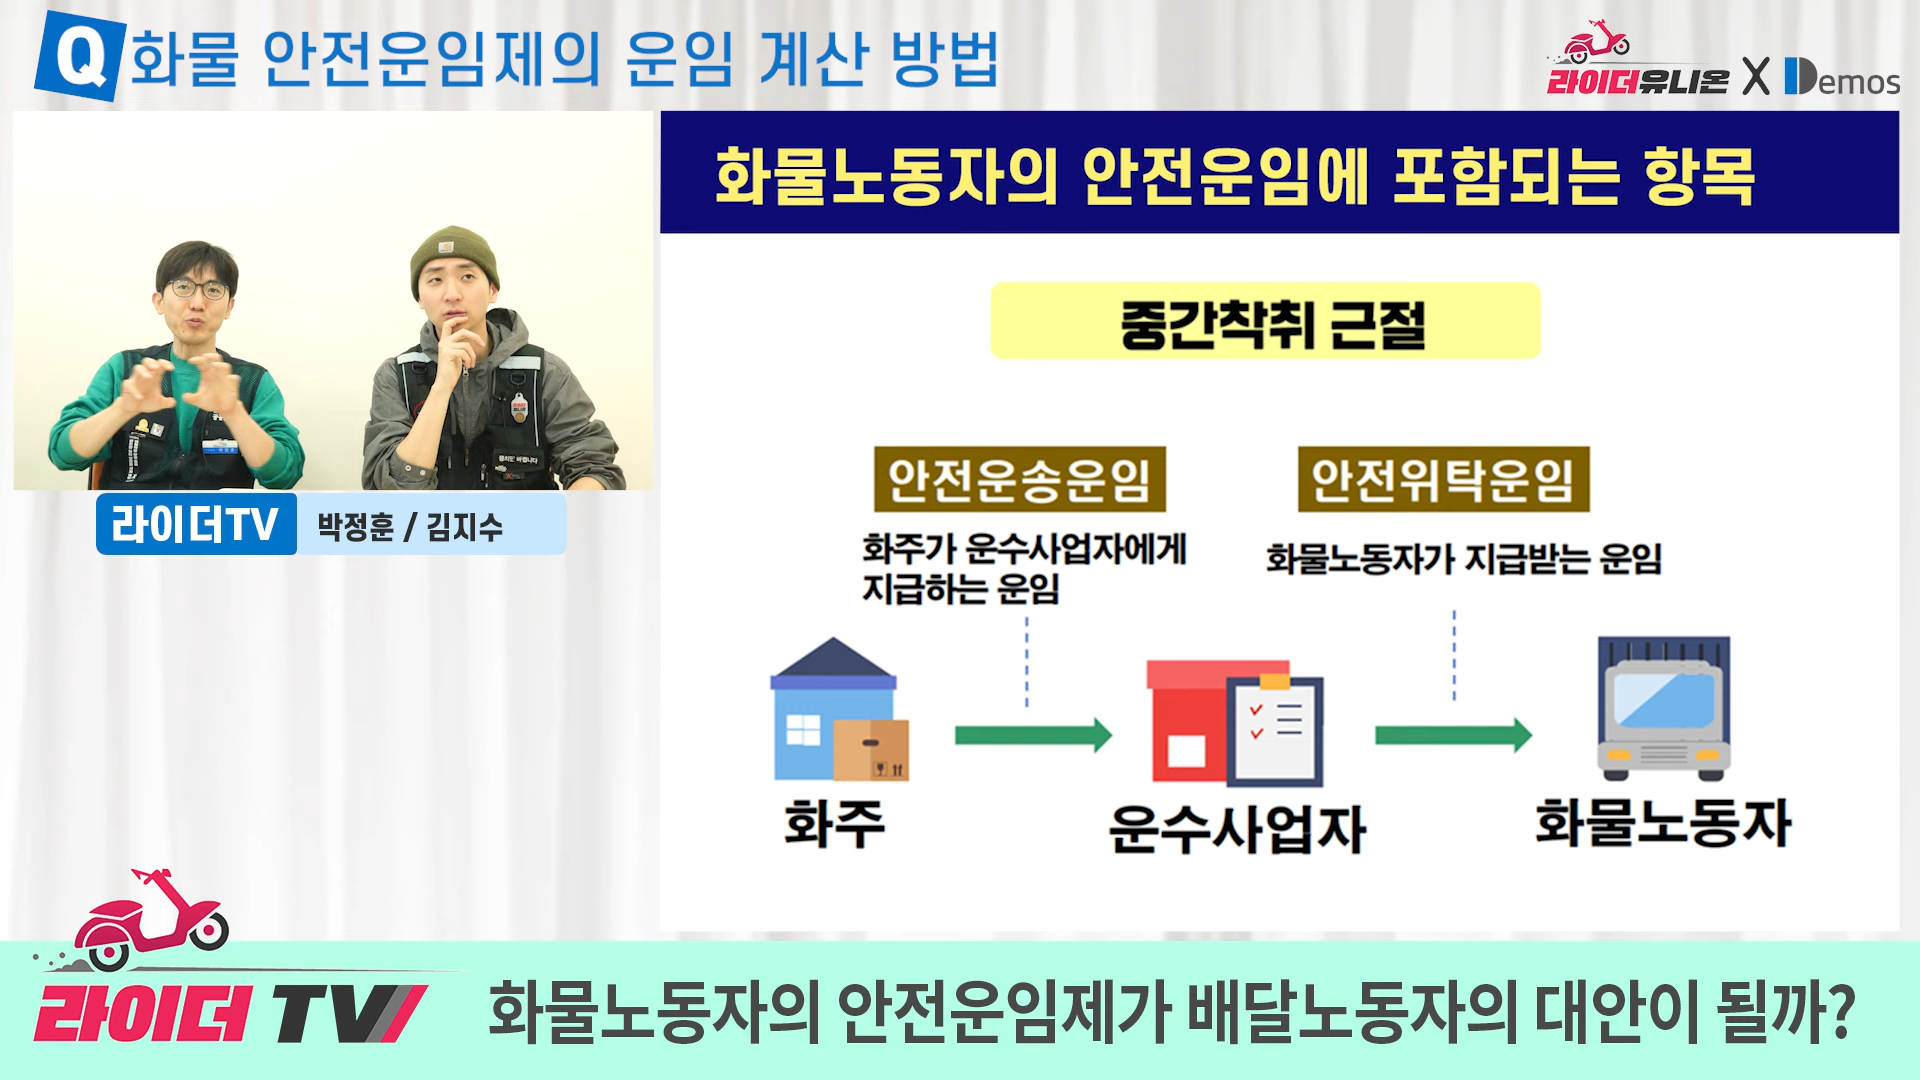 Q 화물 안전운임제의 운임 계산 방법
라이더유니온 X Demos
화물노동자의 안전운임에 포함되는 항목
중간착취 근절
안전운송운임
화주가 운수사업자에게
지급하는 운임
안전위탁운임
화물노동자가 지급받는 운임
화주
운수사업자
화물노동자
라이더TV
박정훈 / 김지수
라이더 TV
화물노동자의 안전운임제가 배달노동자의 대안이 될까?